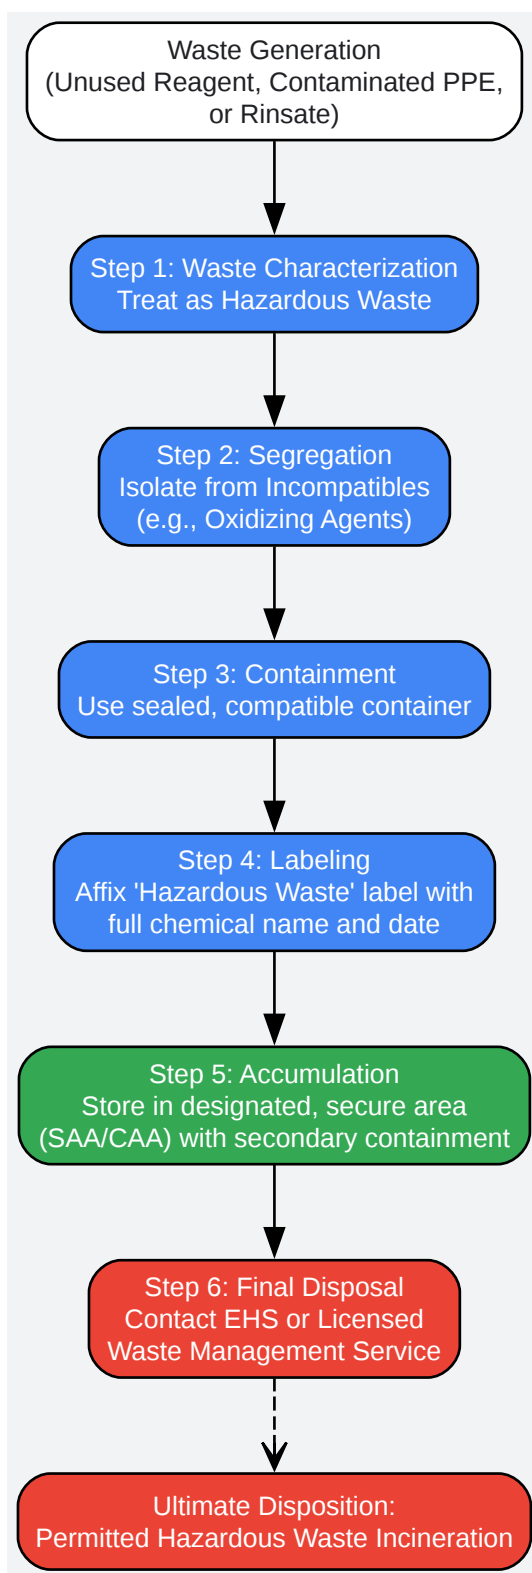 Waste Generation
(Unused Reagent, Contaminated PPE,
or Rinsate)
Step 1: Waste Characterization
Treat as Hazardous Waste
Step 2: Segregation
Isolate from Incompatibles
(e.g., Oxidizing Agents)
Step 3: Containment
Use sealed, compatible container
Step 4: Labeling
Affix 'Hazardous Waste' label with
full chemical name and date
Step 5: Accumulation
Store in designated, secure area
(SAA/CAA) with secondary containment
Step 6: Final Disposal
Contact EHS or Licensed
Waste Management Service
Ultimate Disposition:
Permitted Hazardous Waste Incineration